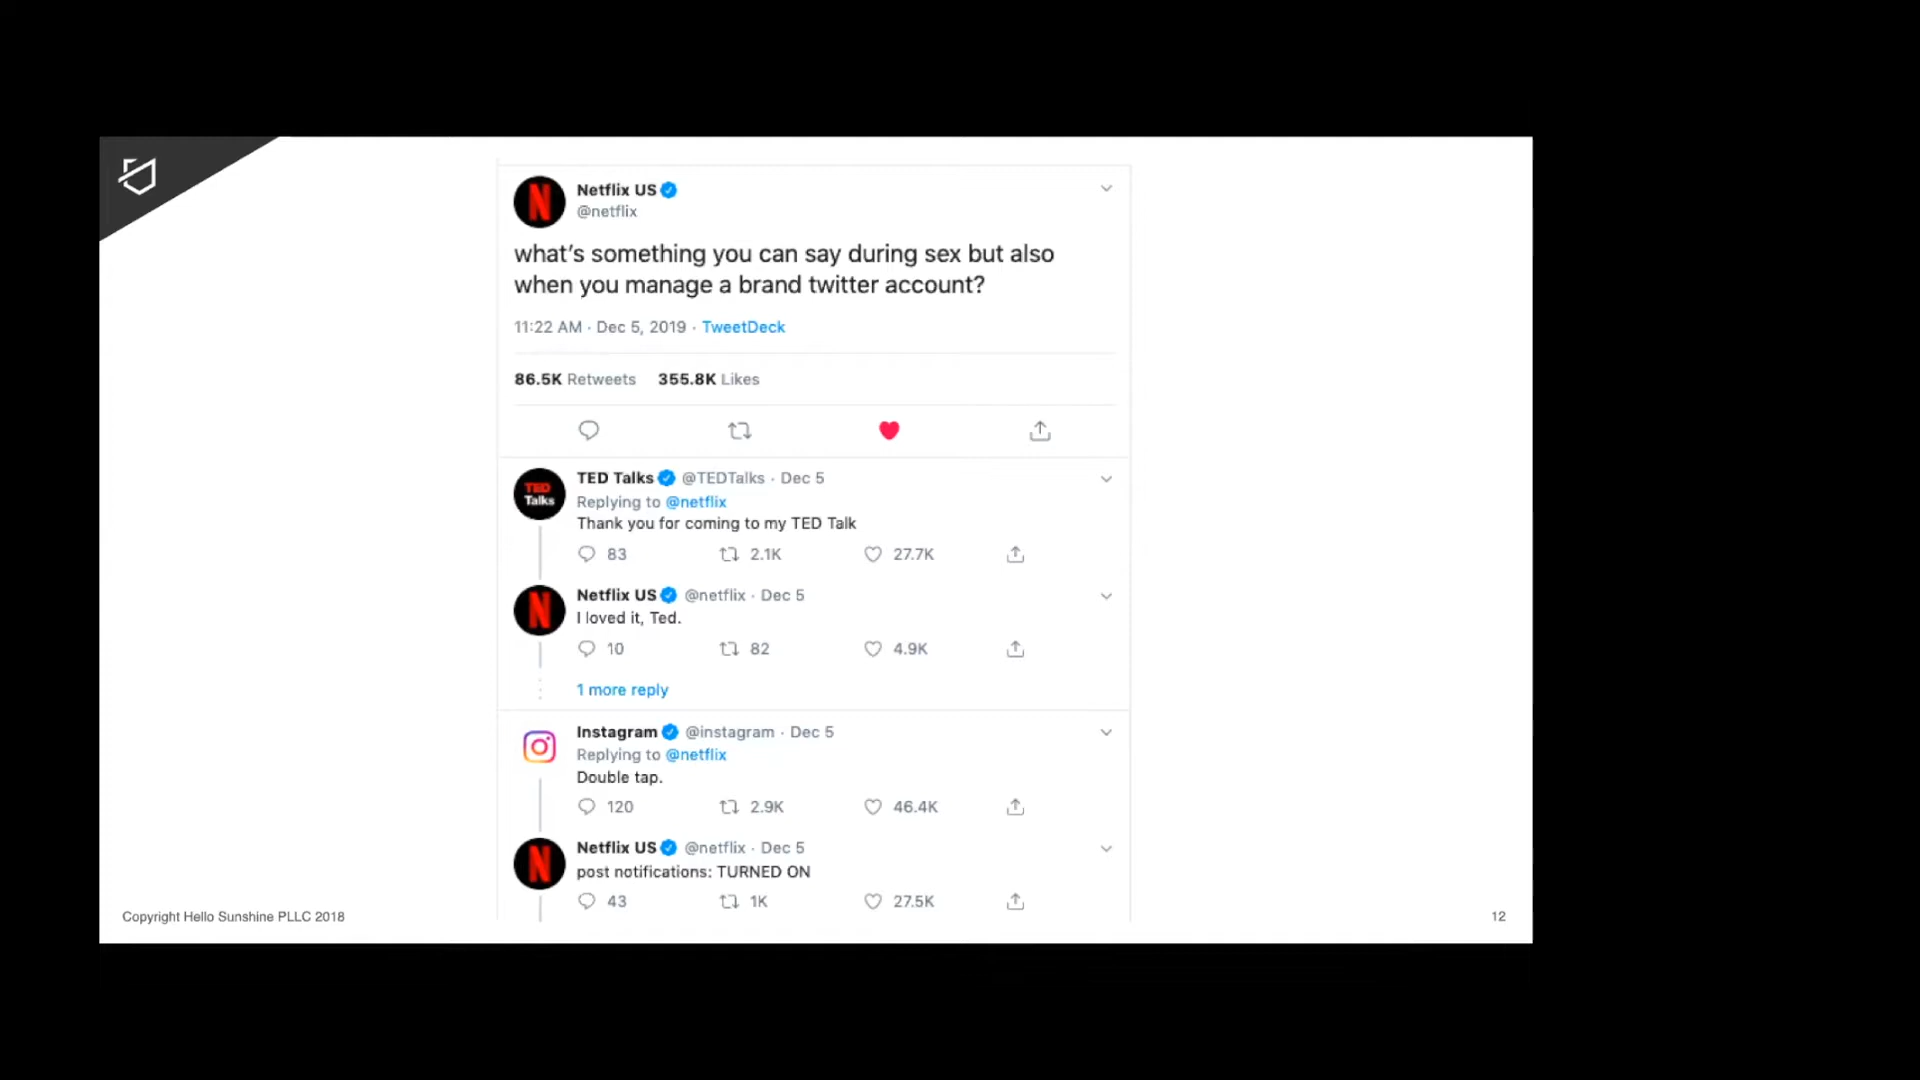 Netflix US
@netflix
what's something you can say during sex but also
when you manage a brand twitter account?
11:22 AM · Dec 5, 2019 · TweetDeck
86.5K Retweets 355.8K Likes
TED Talks
TED Talks @TEDTalks · Dec 5
Replying to @netflix
Thank you for coming to my TED Talk
83 2.1K 27.7K
Netflix US @netflix · Dec 5
I loved it, Ted.
10 82 4.9K
1 more reply
Instagram @instagram · Dec 5
Replying to @netflix
Double tap.
120 2.9K 46.4K
Netflix US @netflix · Dec 5
post notifications: TURNED ON
43 1K 27.5K
Copyright Hello Sunshine PLLC 2018
12